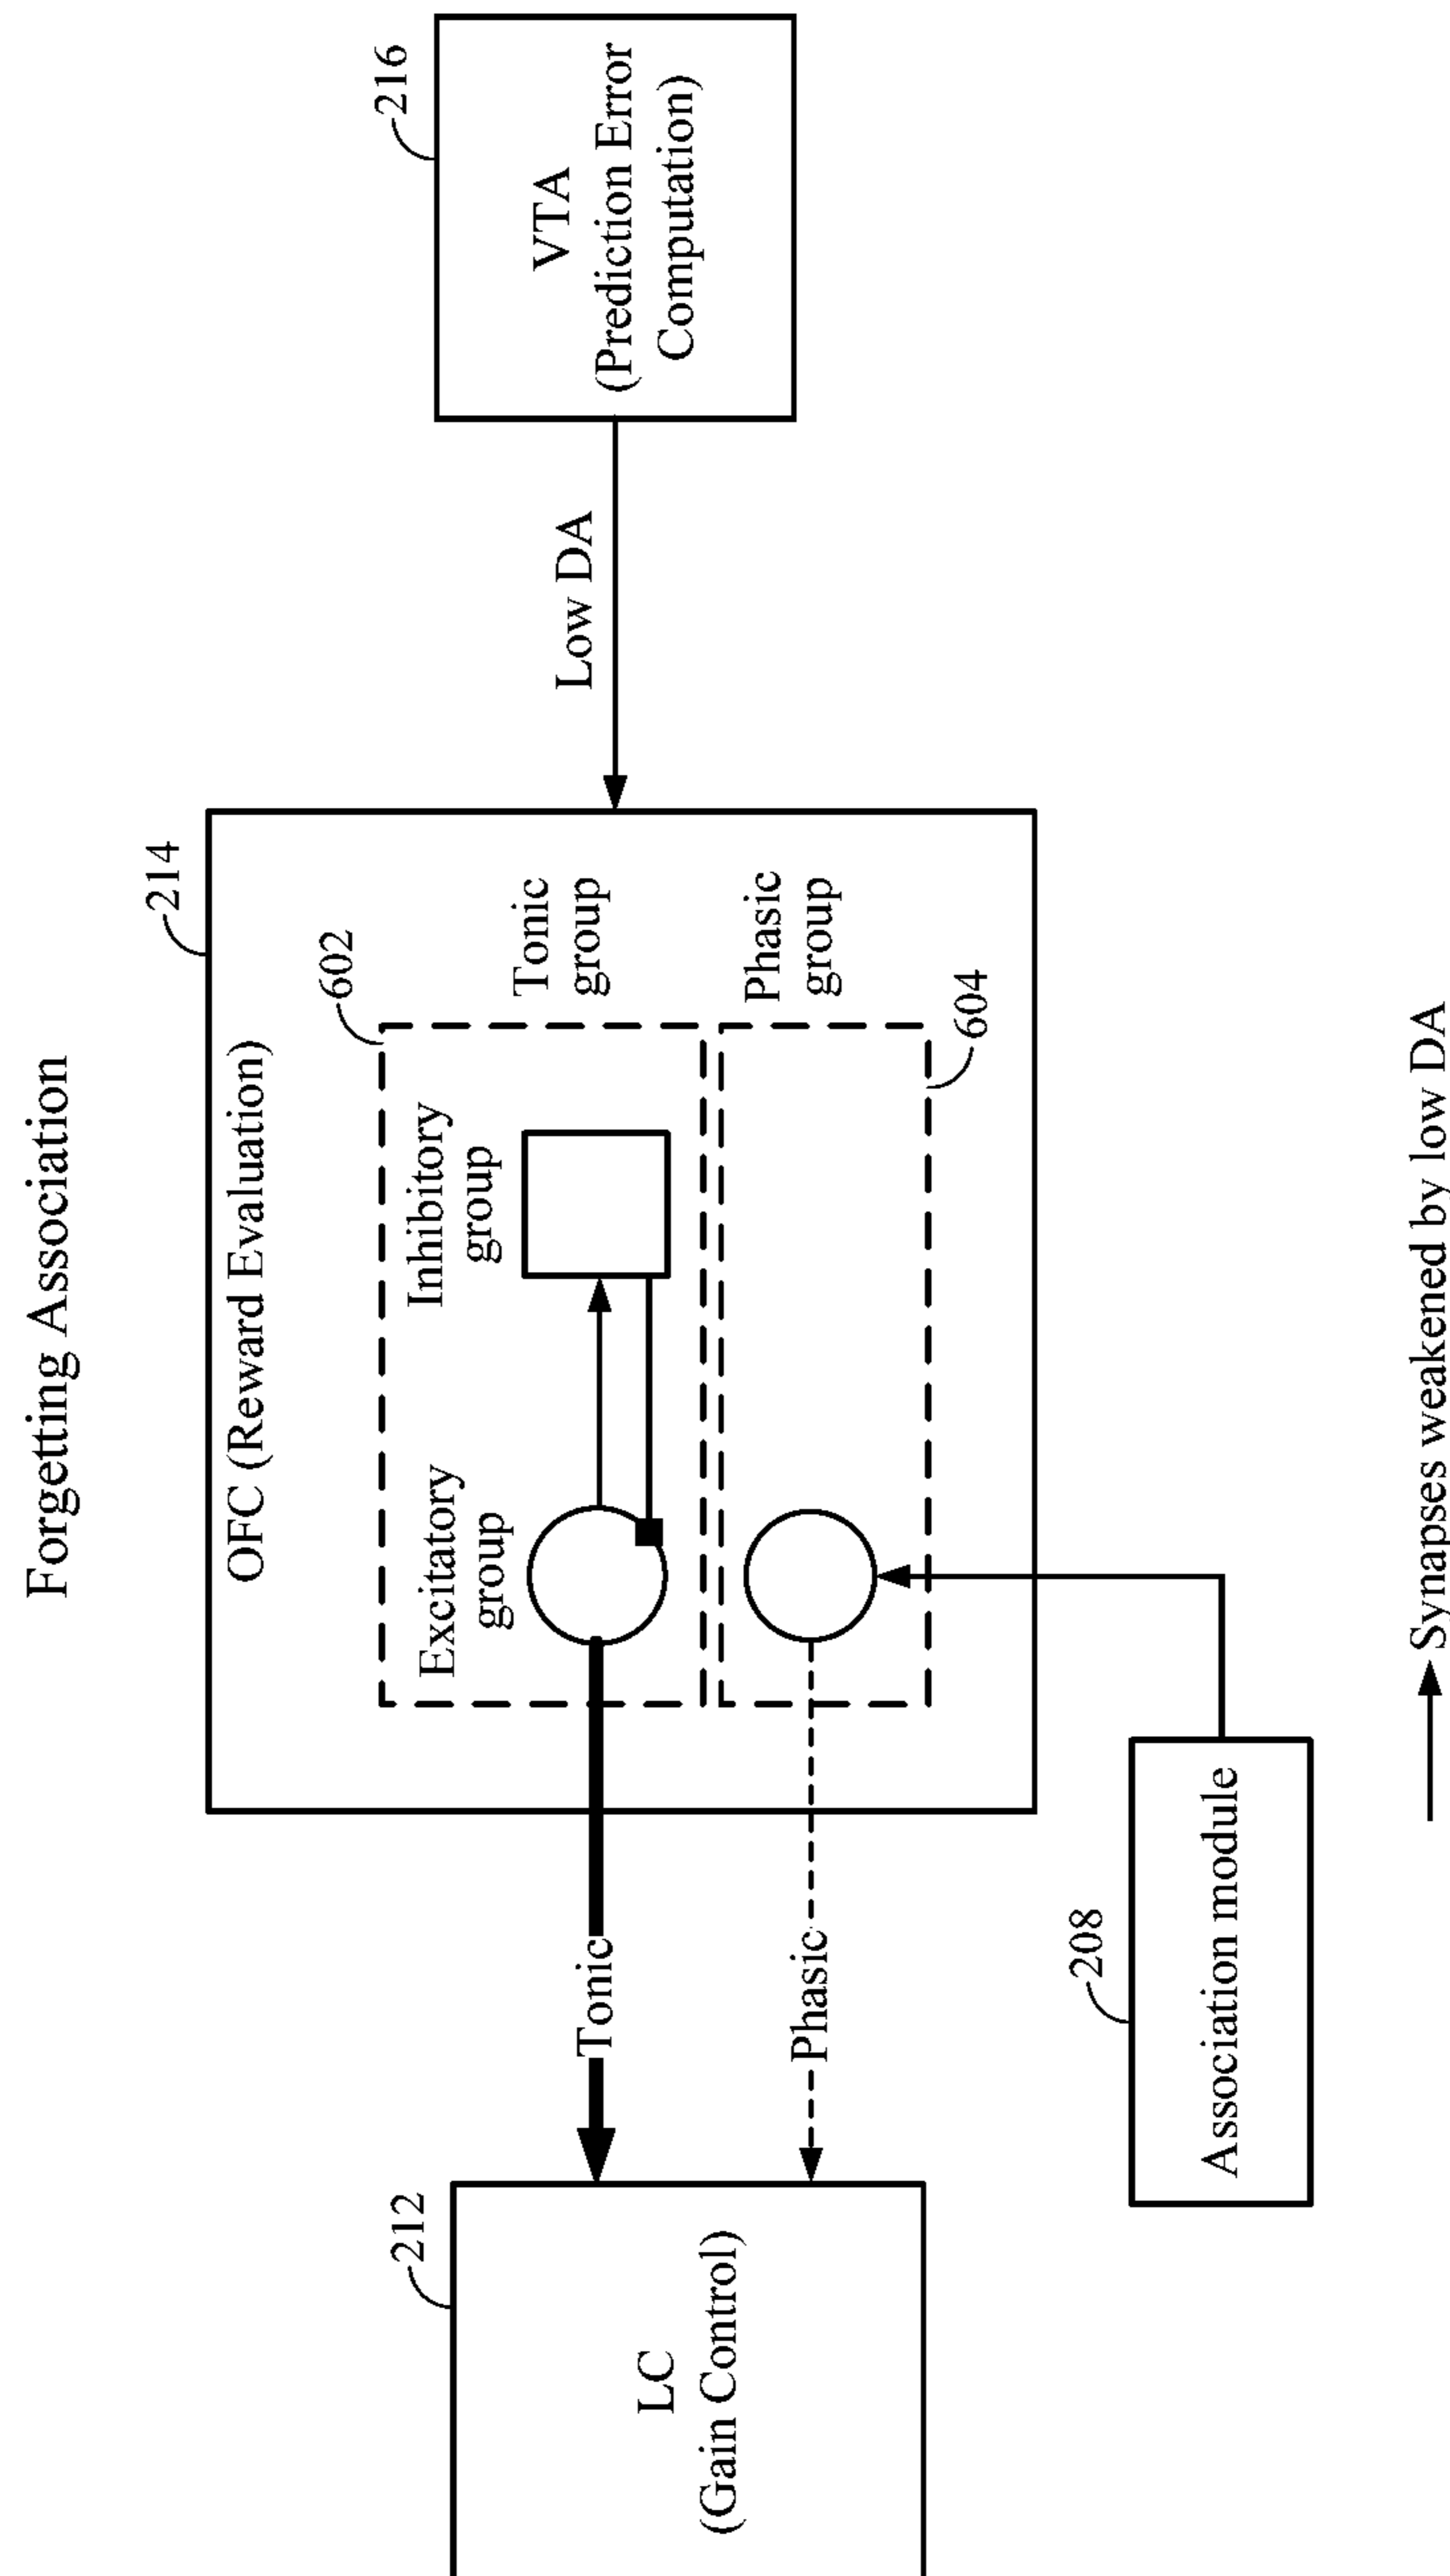 Forgetting Association
212
LC
(Gain Control)
Tonic
Phasic
208
Association module
214
OFC (Reward Evaluation)
602
Excitatory
group
Inhibitory
group
Tonic
group
Phasic
group
604
Low DA
216
VTA
(Prediction Error
Computation)
Synapses weakened by low DA